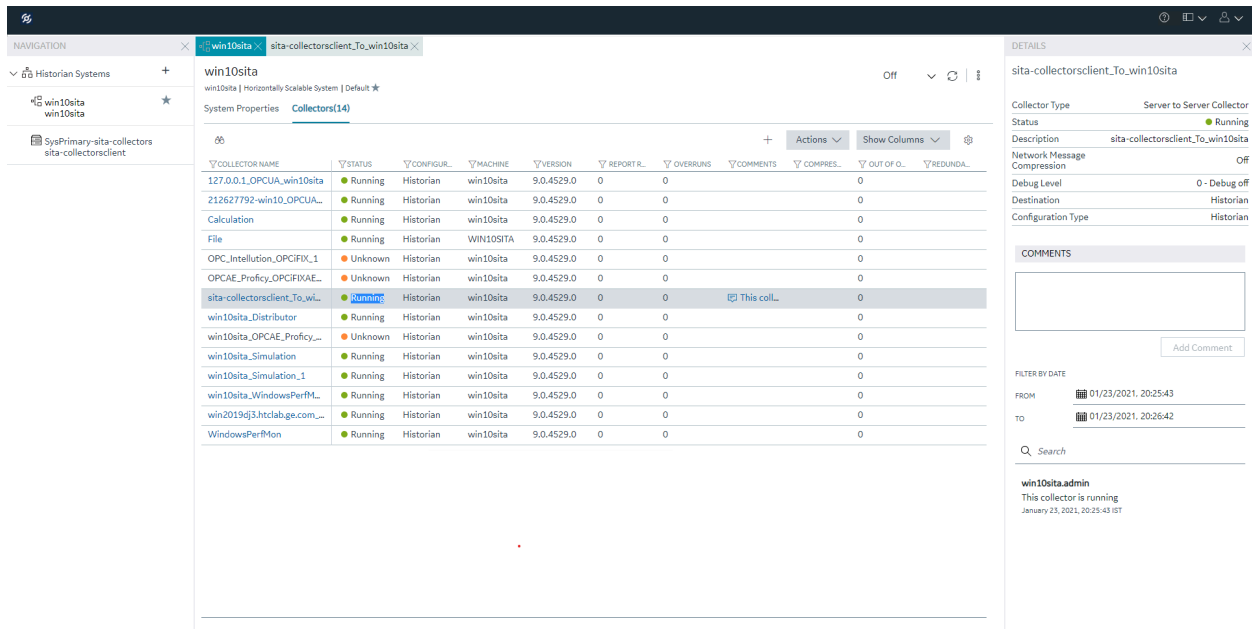 NAVIGATION
Historian Systems
win10sita
win10sita
SysPrimary-sita-collectors
sita-collectorsclient
win10sita
sita-collectorsclient_To_win10sita
win10sita
win10sita | Horizontally Scalable System | Default
Off
System Properties
Collectors(14)
Actions
Show Columns
COLLECTOR NAME STATUS CONFIGUR... MACHINE VERSION REPORT R... OVERRUNS COMMENTS COMPRES... OUT OF O... REDUNDA...
127.0.0.1_OPCUA_win10sita Running Historian win10sita 9.0.4529.0 0 0 0
212627792-win10_OPCUA... Running Historian win10sita 9.0.4529.0 0 0 0
Calculation Running Historian win10sita 9.0.4529.0 0 0 0
File Running Historian WIN10SITA 9.0.4529.0 0 0 0
OPC_Intellution_OPCiFIX_1 Unknown Historian win10sita 9.0.4529.0 0 0 0
OPCAE_Proficy_OPCiFIXAE... Unknown Historian win10sita 9.0.4529.0 0 0 0
sita-collectorsclient_To_wi... Running Historian win10sita 9.0.4529.0 0 0 This coll... 0
win10sita_Distributor Running Historian win10sita 9.0.4529.0 0 0 0
win10sita_OPCAE_Proficy_... Unknown Historian win10sita 9.0.4529.0 0 0 0
win10sita_Simulation Running Historian win10sita 9.0.4529.0 0 0 0
win10sita_Simulation_1 Running Historian win10sita 9.0.4529.0 0 0 0
win10sita_WindowsPerfM... Running Historian win10sita 9.0.4529.0 0 0 0
win2019dj3.htclab.ge.com_... Running Historian win10sita 9.0.4529.0 0 0 0
WindowsPerfMon Running Historian win10sita 9.0.4529.0 0 0 0
DETAILS
sita-collectorsclient_To_win10sita
Collector Type Server to Server Collector
Status Running
Description sita-collectorsclient_To_win10sita
Network Message
Compression Off
Debug Level 0 - Debug off
Destination Historian
Configuration Type Historian
COMMENTS
Add Comment
FILTER BY DATE
FROM 01/23/2021, 20:25:43
TO 01/23/2021, 20:26:42
Search
win10sita.admin
This collector is running
January 23, 2021, 20:25:43 IST